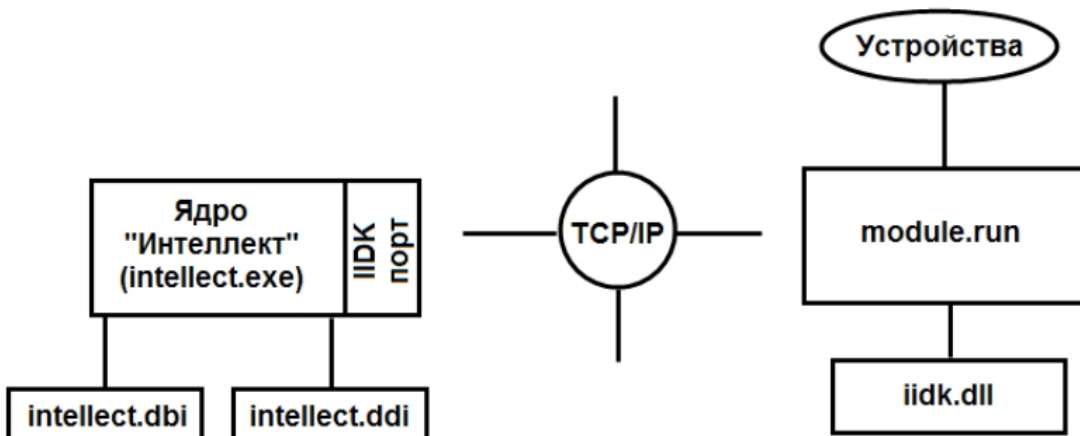 Устройства
Ядро
"Интеллект"
(intellect.exe)
IIDK
порт
TCP/IP
module.run
intellect.dbi
intellect.ddi
iidk.dll